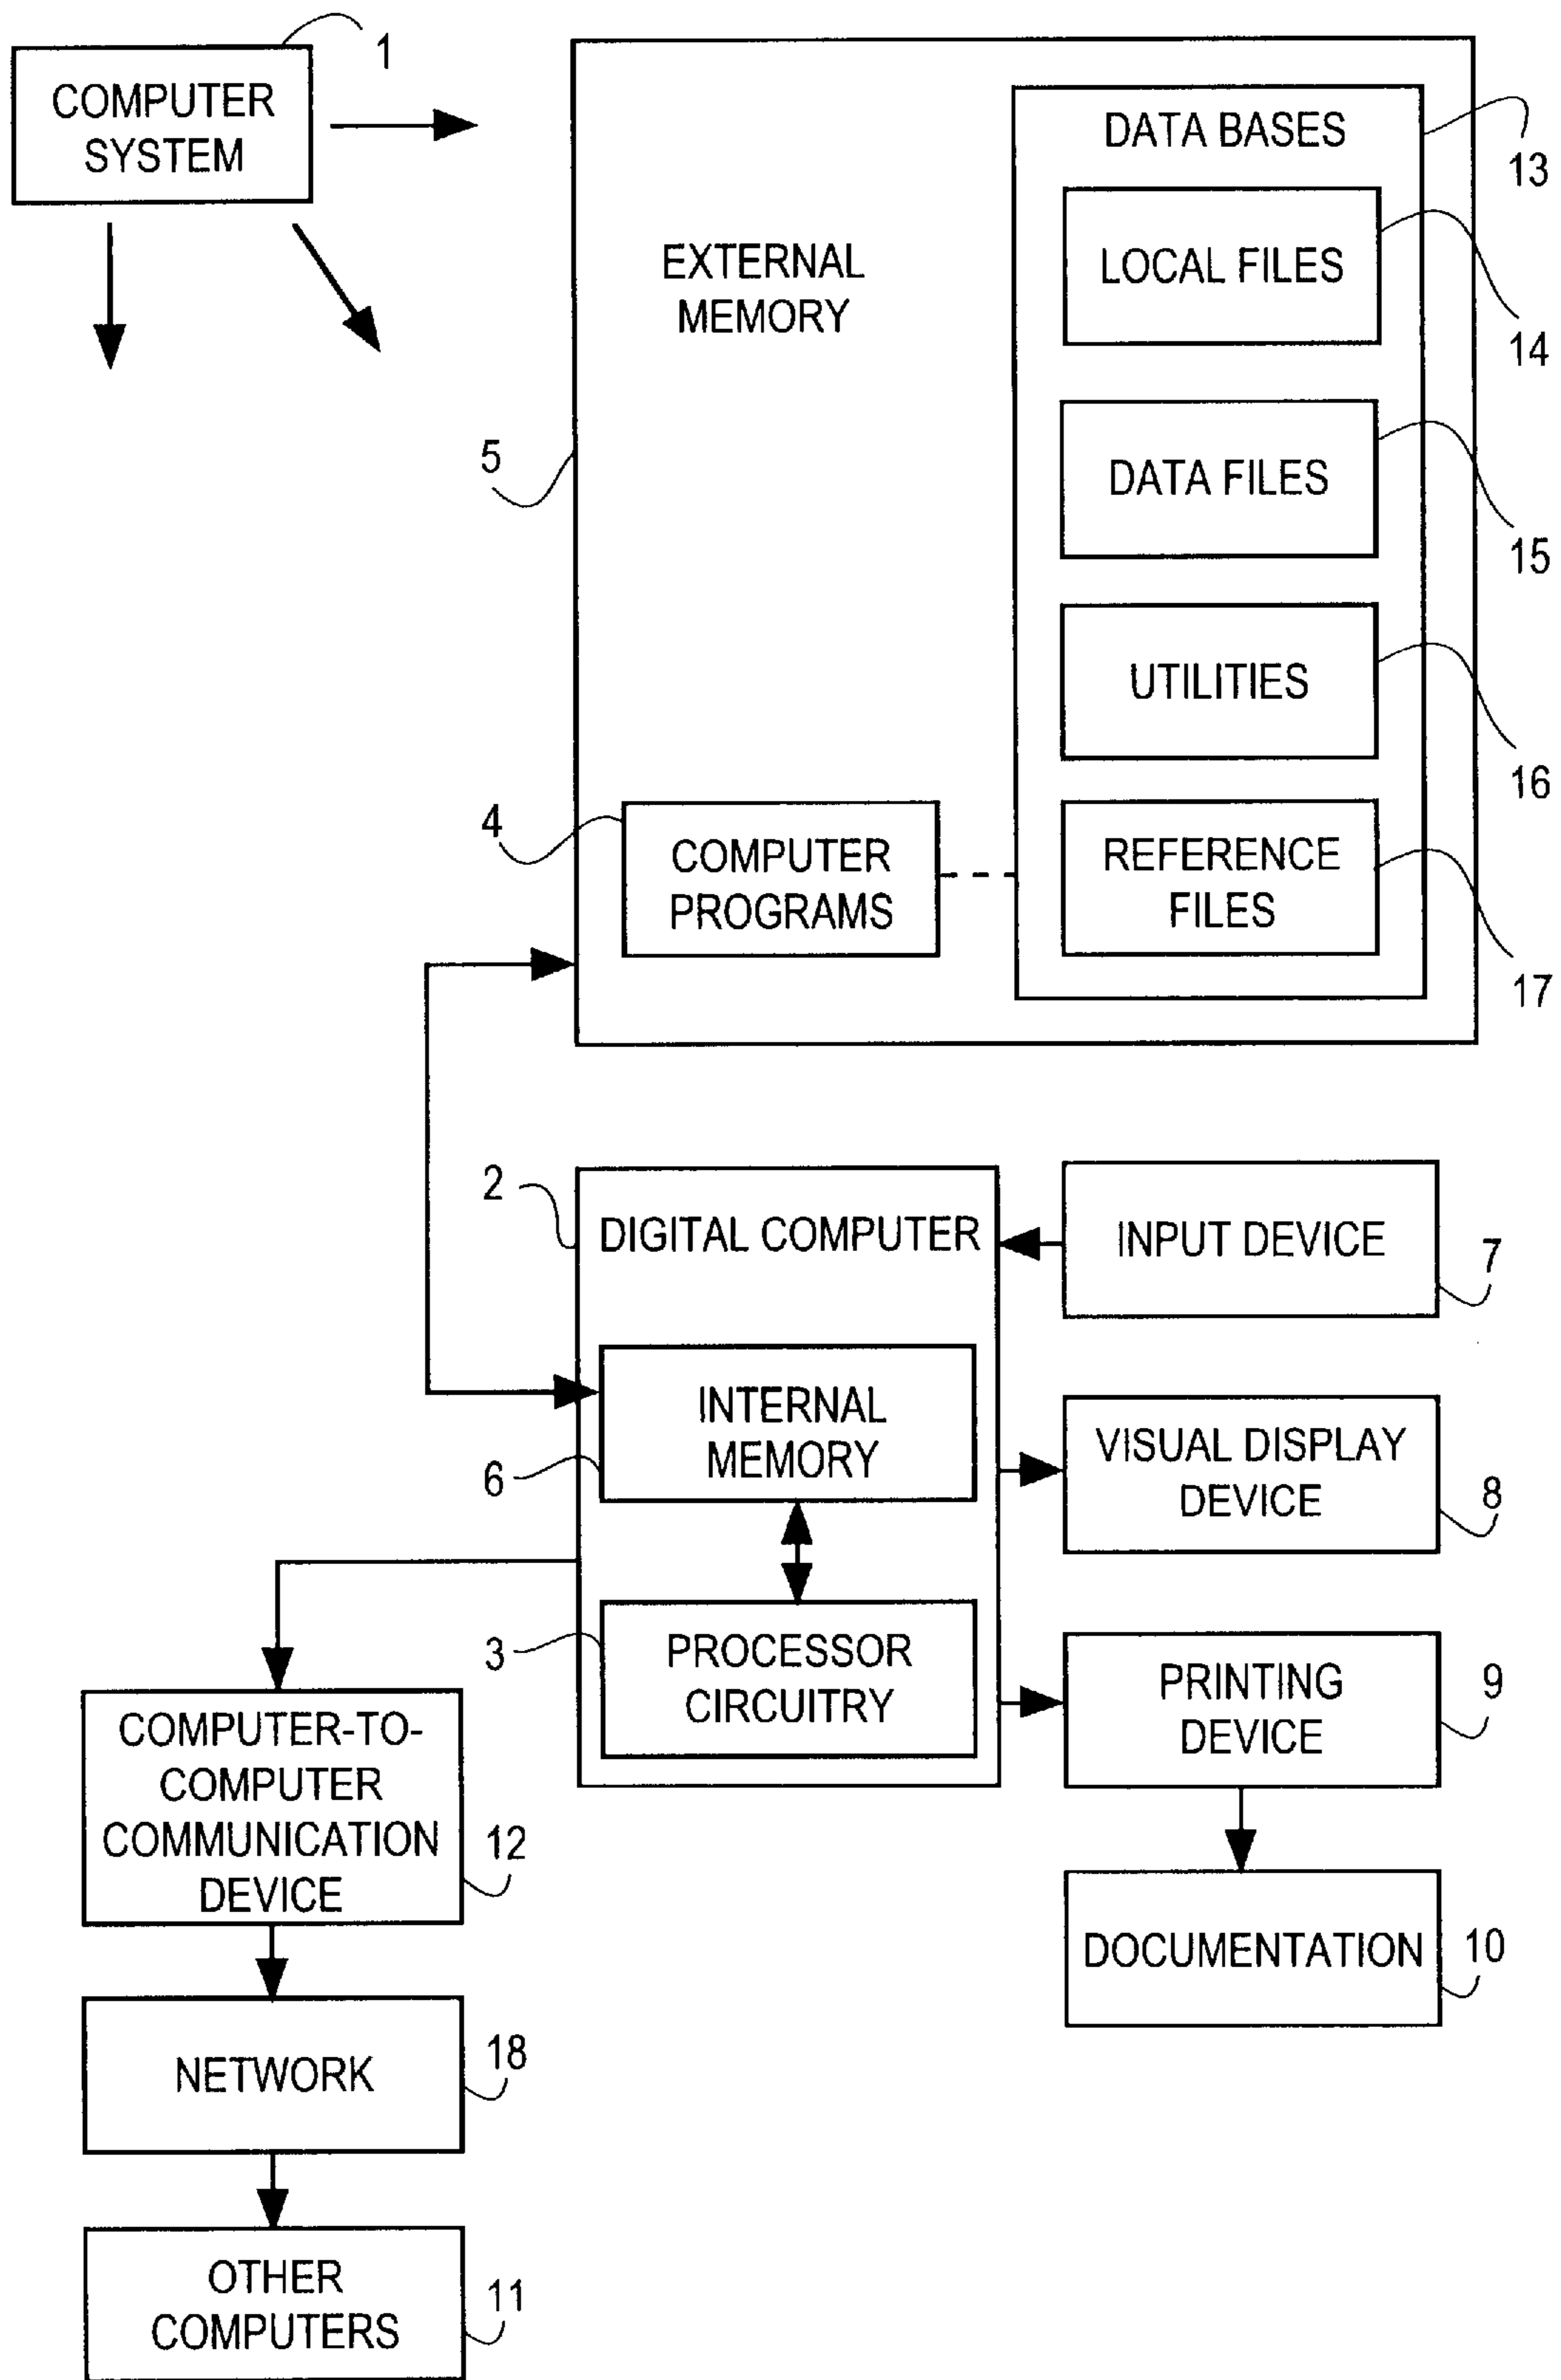 1
COMPUTER
SYSTEM
DATA BASES
13
LOCAL FILES
14
EXTERNAL
MEMORY
5
DATA FILES
15
UTILITIES
16
4
COMPUTER
PROGRAMS
REFERENCE
FILES
17
2
DIGITAL COMPUTER
INPUT DEVICE
7
INTERNAL
MEMORY
6
VISUAL DISPLAY
DEVICE
8
3
PROCESSOR
CIRCUITRY
PRINTING
DEVICE
9
COMPUTER-TO-
COMPUTER
COMMUNICATION
DEVICE
12
DOCUMENTATION
10
NETWORK
18
OTHER
COMPUTERS
11